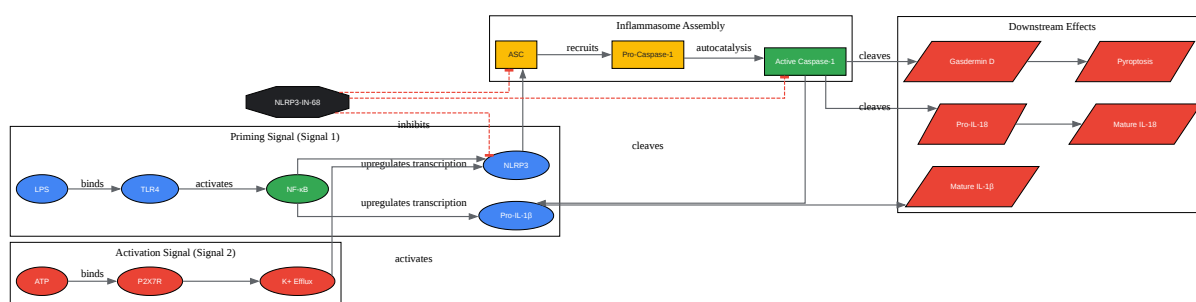 Inflammasome Assembly
ASC
recruits
Pro-Caspase-1
autocatalysis
Active Caspase-1
cleaves
Downstream Effects
Gasdermin D
Pyroptosis
NLRP3-IN-68
inhibits
cleaves
Pro-IL-18
Mature IL-18
Priming Signal (Signal 1)
LPS
binds
TLR4
activates
NF-κB
upregulates transcription
NLRP3
cleaves
upregulates transcription
Pro-IL-1β
Mature IL-1β
Activation Signal (Signal 2)
ATP
binds
P2X7R
K+ Efflux
activates